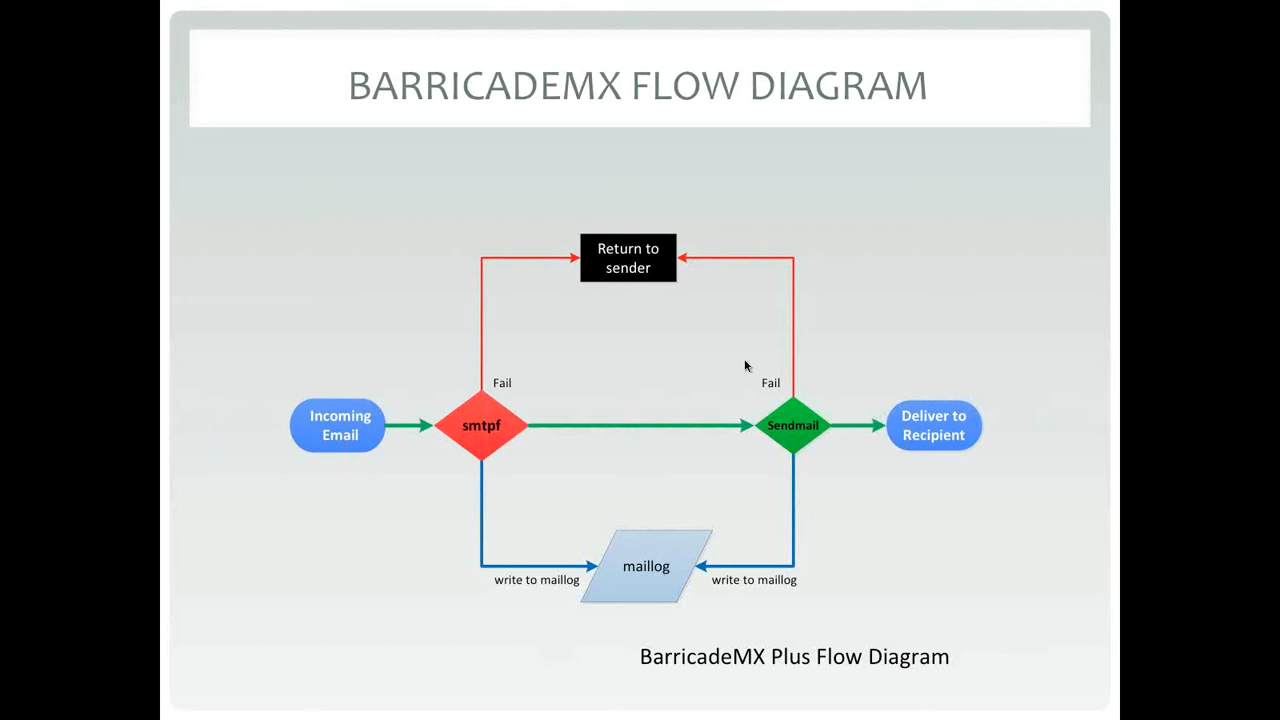 BARRICADEMX FLOW DIAGRAM
Return to
sender
Fail
Fail
Incoming
Email
smtpf
Sendmail
Deliver to
Recipient
maillog
write to maillog
write to maillog
BarricadeMX Plus Flow Diagram